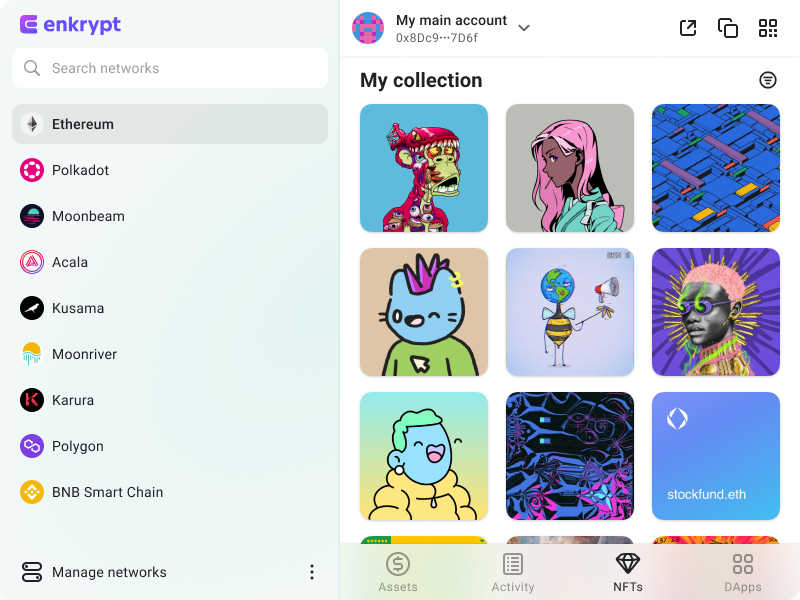 enkrypt
Search networks
Ethereum
Polkadot
Moonbeam
Acala
Kusama
Moonriver
Karura
Polygon
BNB Smart Chain
Manage networks
My main account
0x8Dc9···7D6f
My collection
stockfund.eth
Assets
Activity
NFTs
DApps